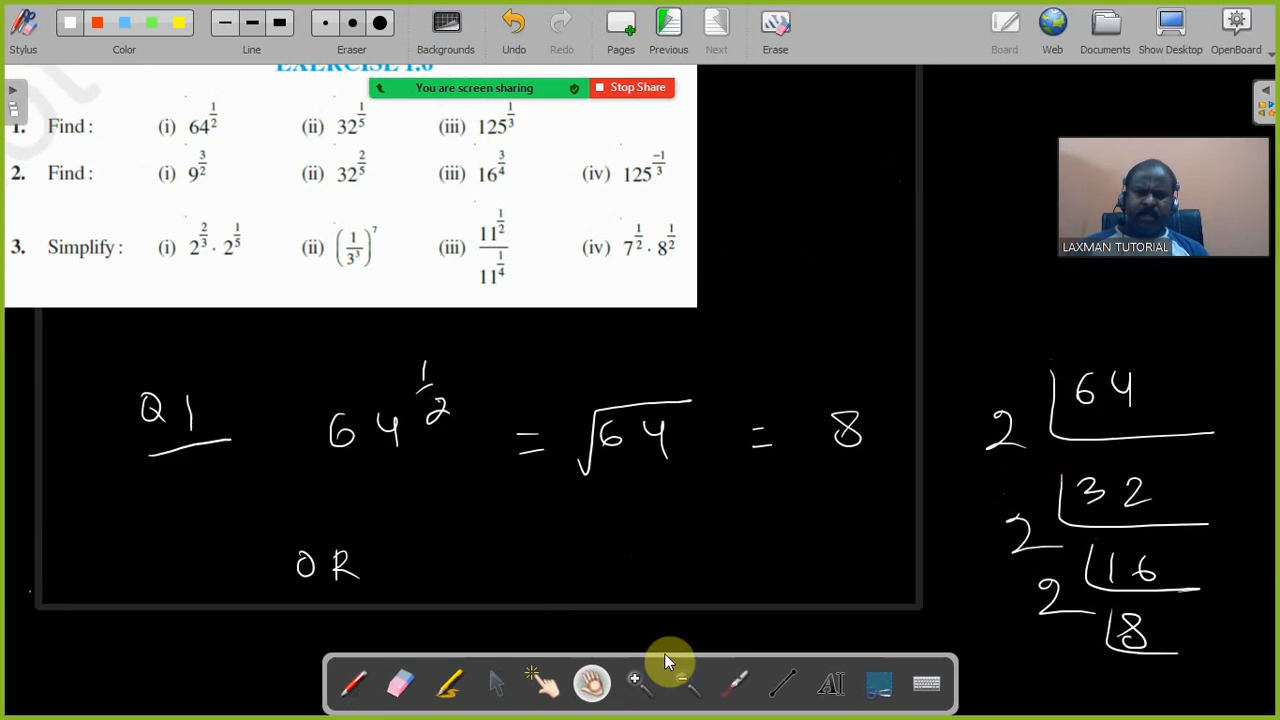 Stylus Color Line Eraser Backgrounds Undo Redo Pages Previous Next Erase Board Web Documents Show Desktop OpenBoard
EXERCISE 1.6
You are screen sharing Stop Share
1. Find : (i) 64^(1/2) (ii) 32^(1/5) (iii) 125^(1/3)
2. Find : (i) 9^(3/2) (ii) 32^(2/5) (iii) 16^(3/4) (iv) 125^(-1/3)
3. Simplify : (i) 2^(2/3) · 2^(1/5) (ii) (1/3^3)^7 (iii) 11^(1/2)/11^(1/4) (iv) 7^(1/2) · 8^(1/2)
LAXMAN TUTORIAL
Q 1 64^(1/2) = √64 = 8
OR
2 64
2 32
2 16
8
AI